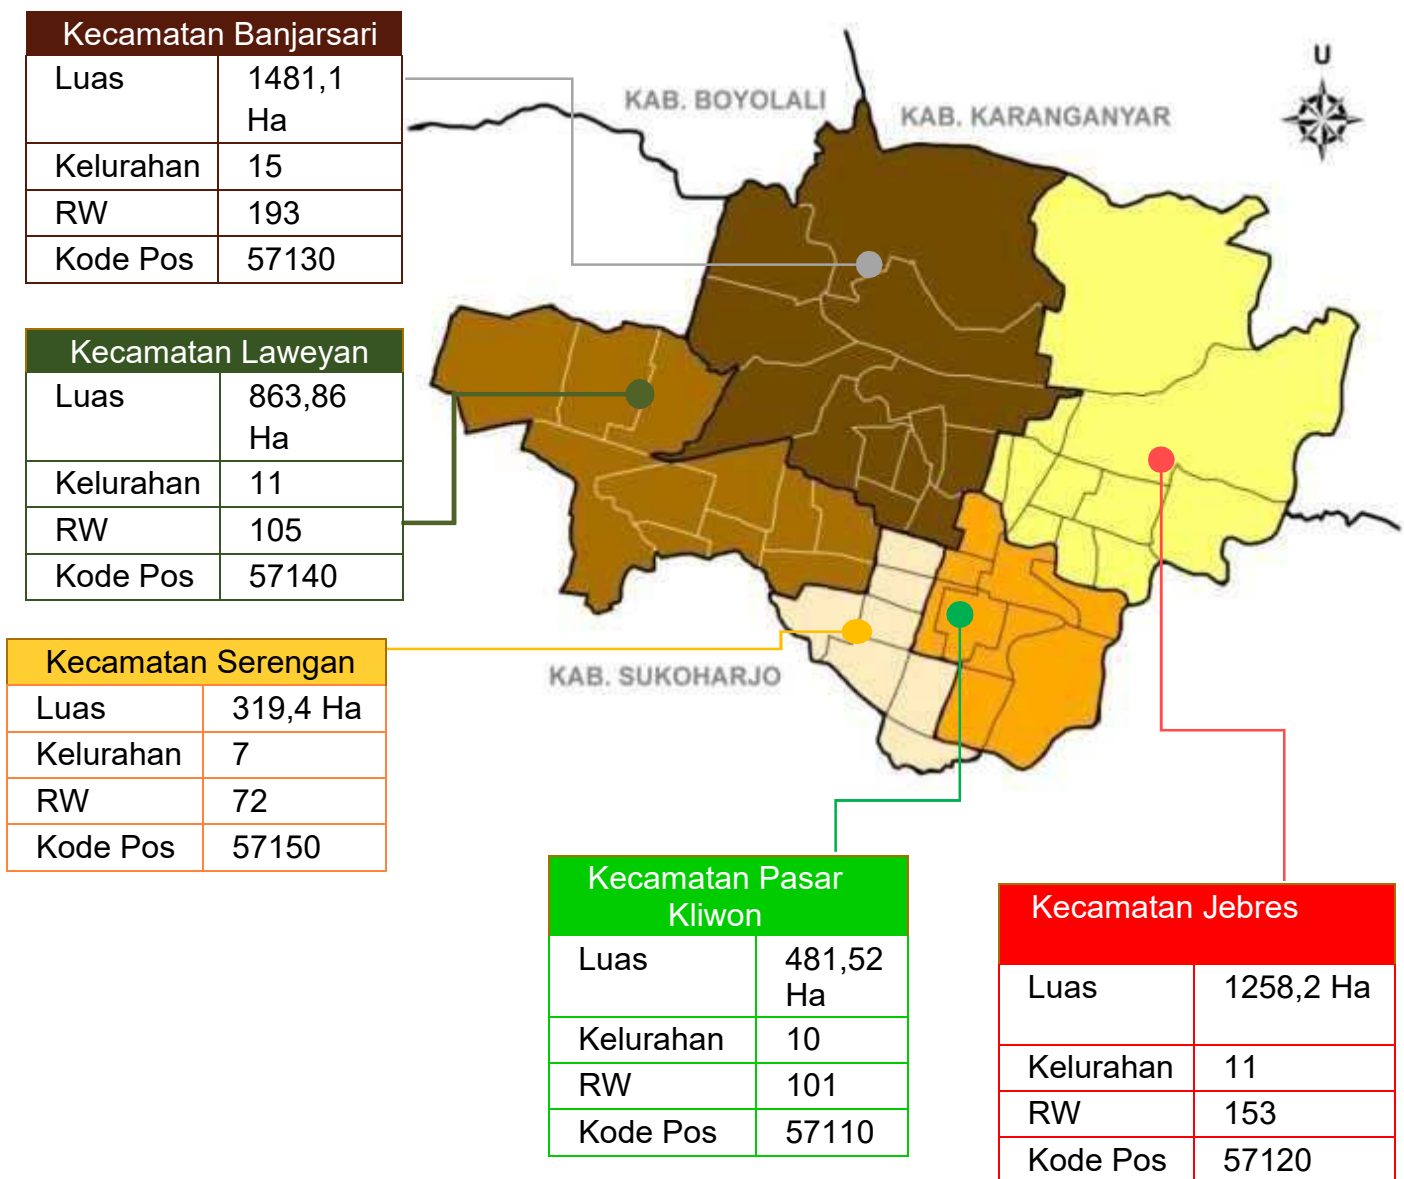 Kecamatan Banjarsari
Luas 1481,1
Ha
Kelurahan 15
RW 193
Kode Pos 57130
KAB. BOYOLALI
KAB. KARANGANYAR
U
Kecamatan Laweyan
Luas 863,86
Ha
Kelurahan 11
RW 105
Kode Pos 57140
Kecamatan Serengan
Luas 319,4 Ha
Kelurahan 7
RW 72
Kode Pos 57150
KAB. SUKOHARJO
Kecamatan Pasar
Kliwon
Luas 481,52
Ha
Kelurahan 10
RW 101
Kode Pos 57110
Kecamatan Jebres
Luas 1258,2 Ha
Kelurahan 11
RW 153
Kode Pos 57120